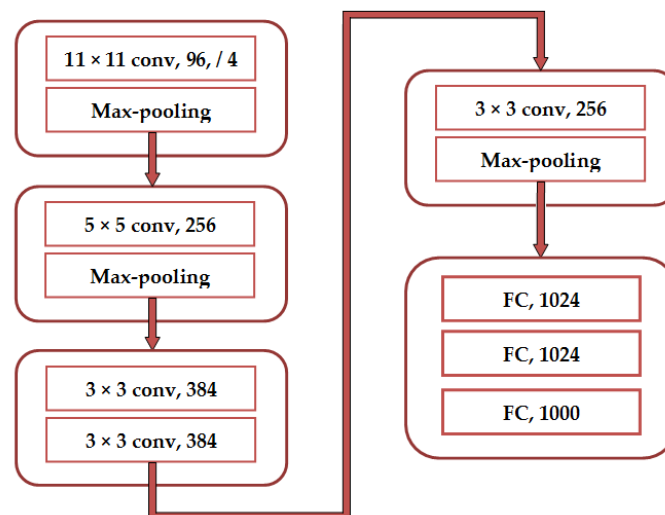 11 × 11 conv, 96, / 4
Max-pooling
5 × 5 conv, 256
Max-pooling
3 × 3 conv, 384
3 × 3 conv, 384
3 × 3 conv, 256
Max-pooling
FC, 1024
FC, 1024
FC, 1000